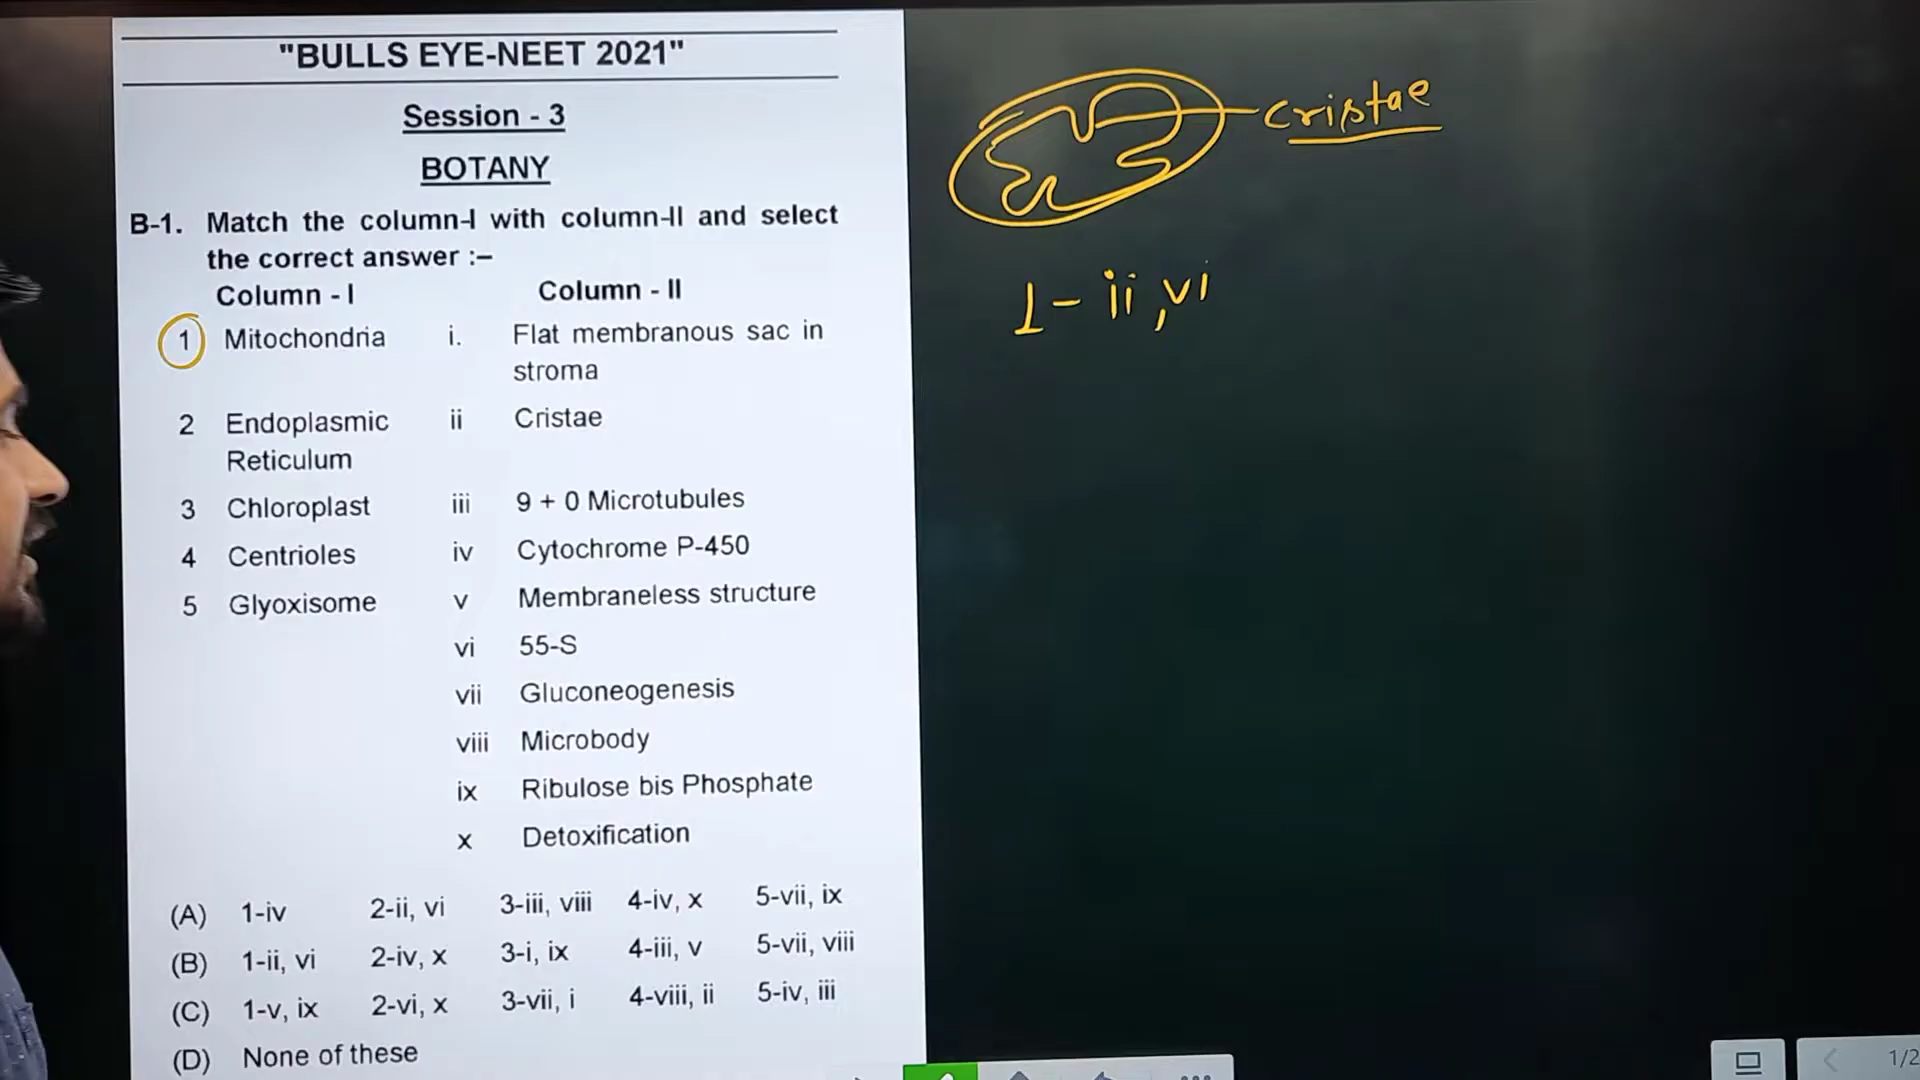 "BULLS EYE-NEET 2021"
Session - 3
BOTANY
B-1. Match the column-I with column-II and select
the correct answer :–
Column - I Column - II
1 Mitochondria i. Flat membranous sac in
stroma
2 Endoplasmic ii Cristae
Reticulum
3 Chloroplast iii 9 + 0 Microtubules
4 Centrioles iv Cytochrome P-450
5 Glyoxisome v Membraneless structure
vi 55-S
vii Gluconeogenesis
viii Microbody
ix Ribulose bis Phosphate
x Detoxification
(A) 1-iv 2-ii, vi 3-iii, viii 4-iv, x 5-vii, ix
(B) 1-ii, vi 2-iv, x 3-i, ix 4-iii, v 5-vii, viii
(C) 1-v, ix 2-vi, x 3-vii, i 4-viii, ii 5-iv, iii
(D) None of these
cristae
1 - ii, vi
1/2